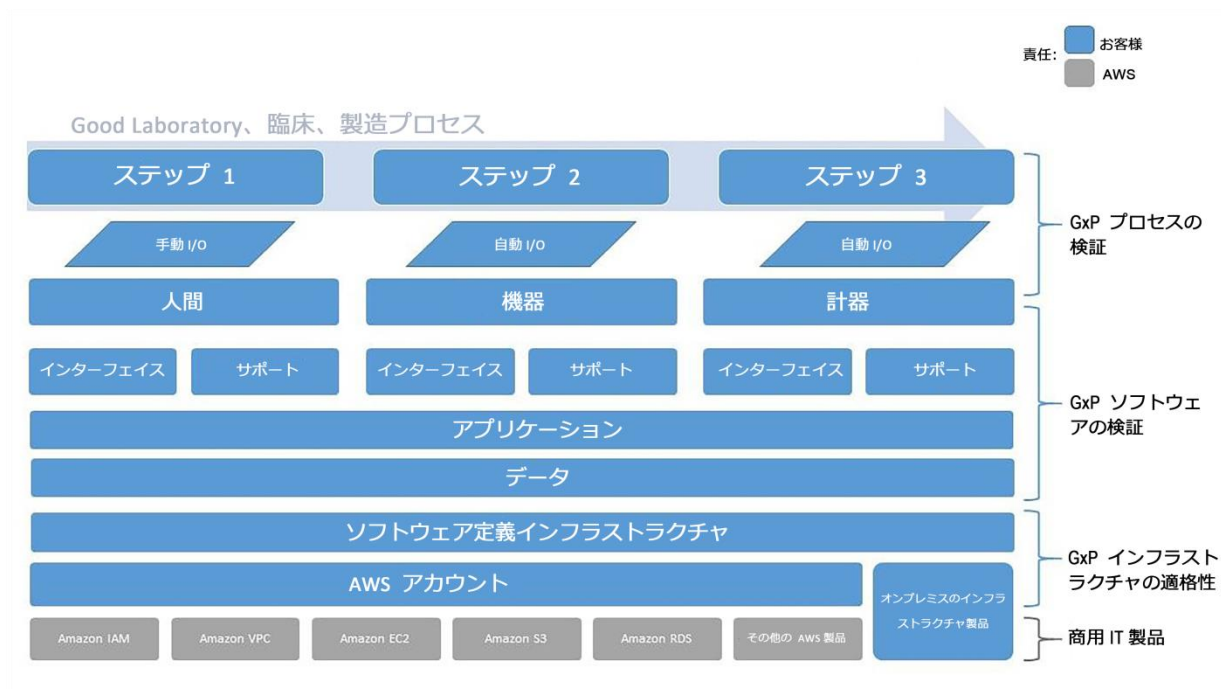 責任:
お客様
AWS
Good Laboratory、臨床、製造プロセス
ステップ 1
ステップ 2
ステップ 3
手動 I/O
自動 I/O
自動 I/O
GxP プロセスの
検証
人間
機器
計器
インターフェイス
サポート
インターフェイス
サポート
インターフェイス
サポート
GxP ソフトウェ
アの検証
アプリケーション
データ
ソフトウェア定義インフラストラクチャ
AWS アカウント
GxP インフラスト
ラクチャの適格性
オンプレミスのインフラ
ストラクチャ製品
Amazon IAM
Amazon VPC
Amazon EC2
Amazon S3
Amazon RDS
その他の AWS 製品
商用 IT 製品